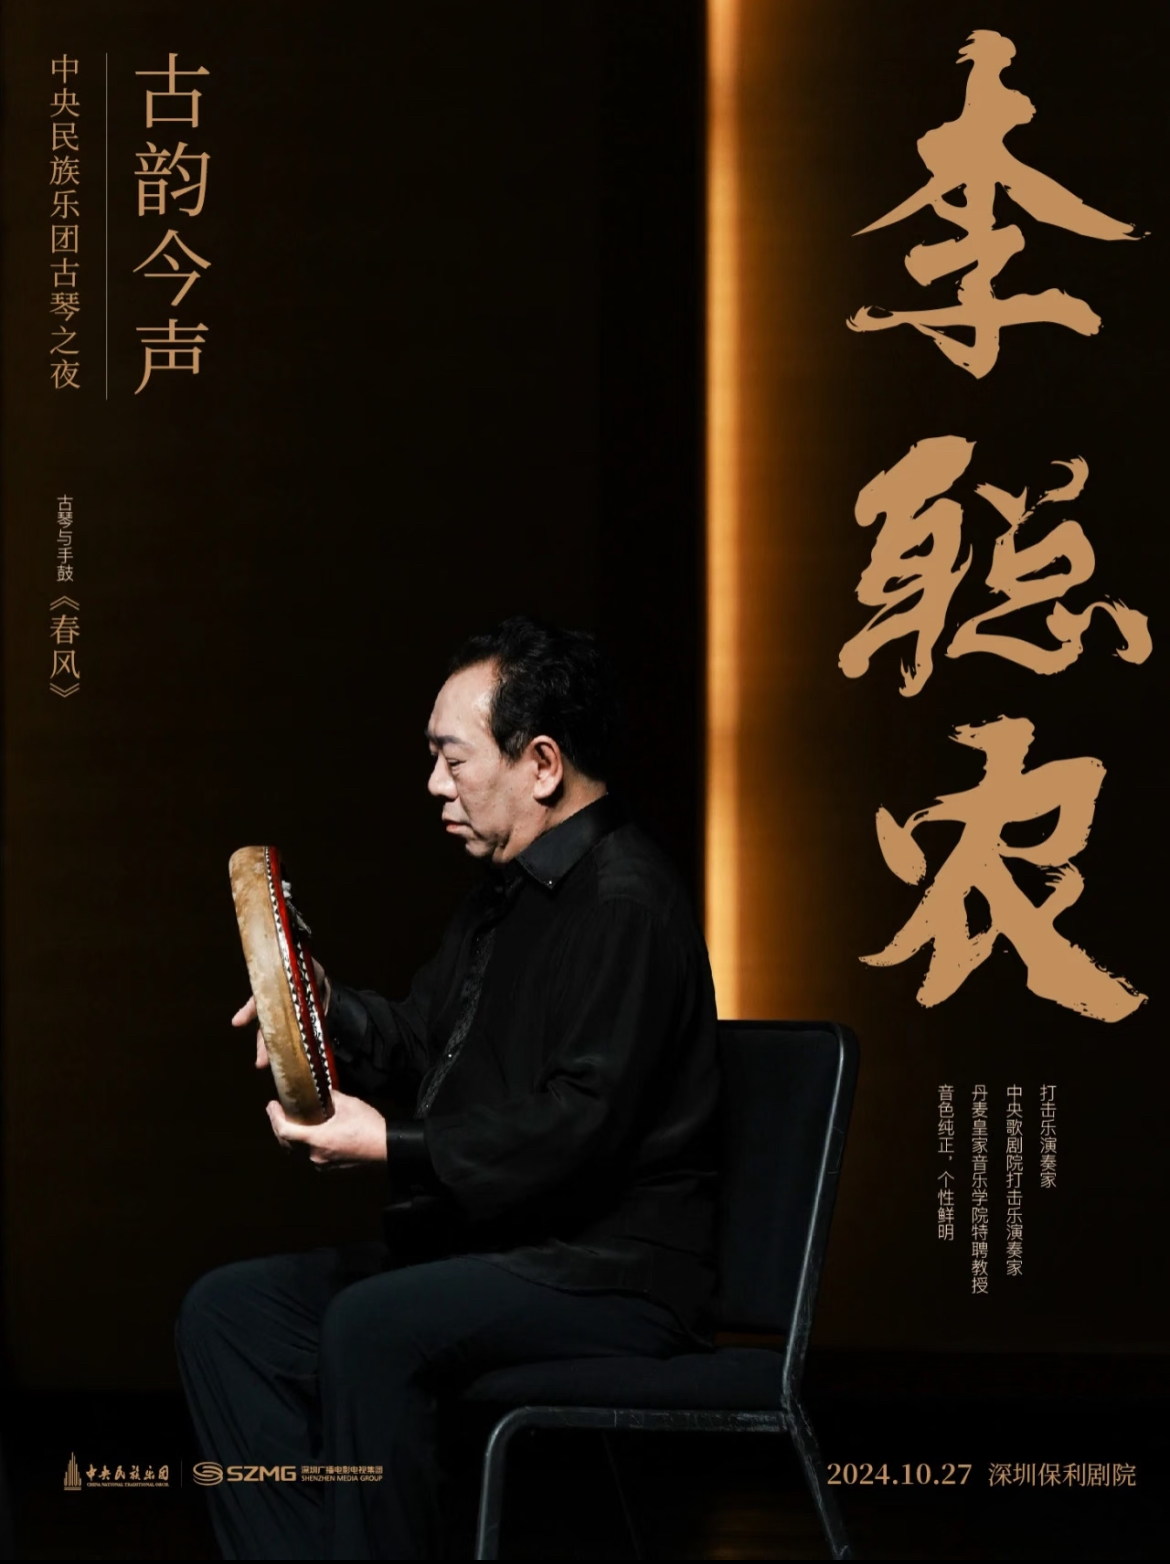 李聪农
打击乐演奏家
中央歌剧院打击乐演奏家
丹麦皇家音乐学院特聘教授
音色纯正，个性鲜明
古韵今声
中央民族乐团古琴之夜
古琴与手鼓《春风》
中央民族乐团
CHINA NATIONAL TRADITIONAL ORCH.
SZMG
深圳广播电影电视集团
SHENZHEN MEDIA GROUP
2024.10.27 深圳保利剧院